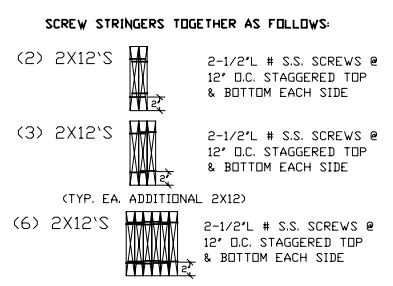 SCREW STRINGERS TOGETHER AS FOLLOWS:
(2) 2X12'S
2-1/2"L # S.S. SCREWS @
12" O.C. STAGGERED TOP
& BOTTOM EACH SIDE
2"
(3) 2X12'S
2-1/2"L # S.S. SCREWS @
12" O.C. STAGGERED TOP
& BOTTOM EACH SIDE
2"
(TYP. EA. ADDITIONAL 2X12)
(6) 2X12'S
2-1/2"L # S.S. SCREWS @
12" O.C. STAGGERED TOP
& BOTTOM EACH SIDE
2"